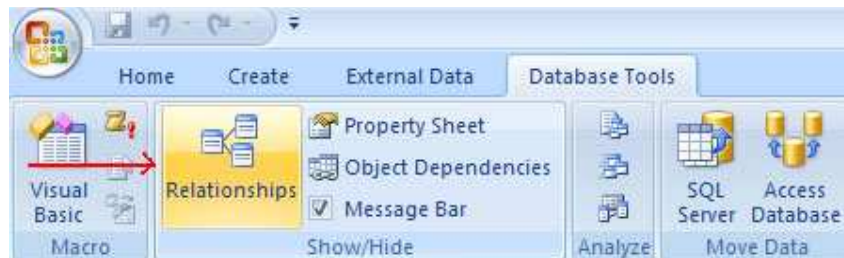 Home Create External Data Database Tools
Property Sheet
Object Dependencies
Relationships
Message Bar
Visual
Basic
SQL
Server
Access
Database
Macro Show/Hide Analyze Move Data